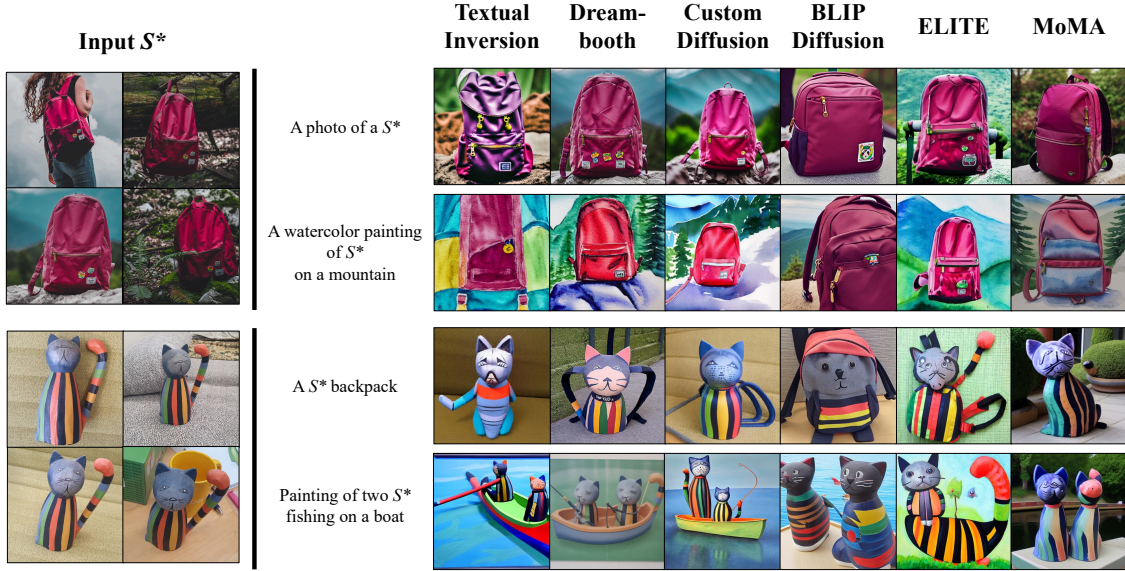 Input S*
Textual
Inversion
Dream-
booth
Custom
Diffusion
BLIP
Diffusion
ELITE
MoMA
A photo of a S*
A watercolor painting
of S*
on a mountain
A S* backpack
Painting of two S*
fishing on a boat